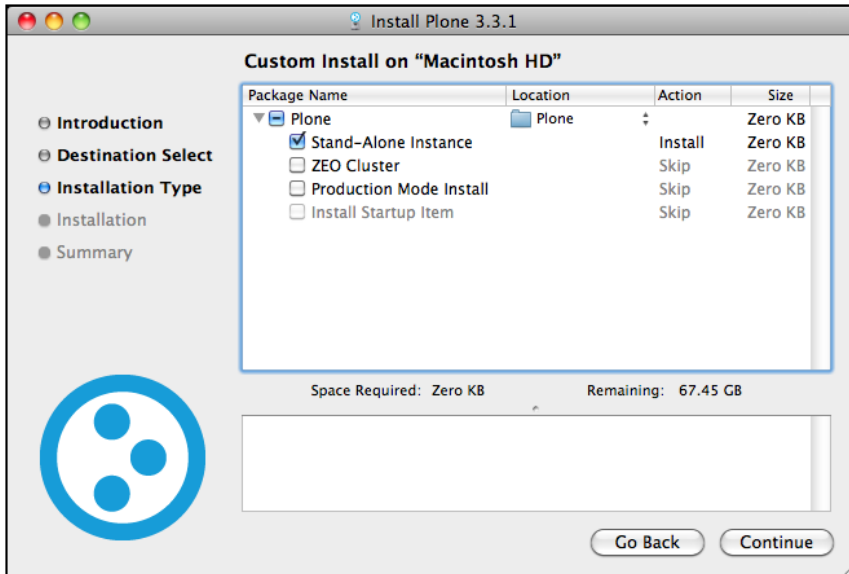 Install Plone 3.3.1
Custom Install on “Macintosh HD”
Introduction
Destination Select
Installation Type
Installation
Summary
Package Name Location Action Size
Plone Plone Zero KB
Stand-Alone Instance Install Zero KB
ZEO Cluster Skip Zero KB
Production Mode Install Skip Zero KB
Install Startup Item Skip Zero KB
Space Required: Zero KB Remaining: 67.45 GB
Go Back Continue